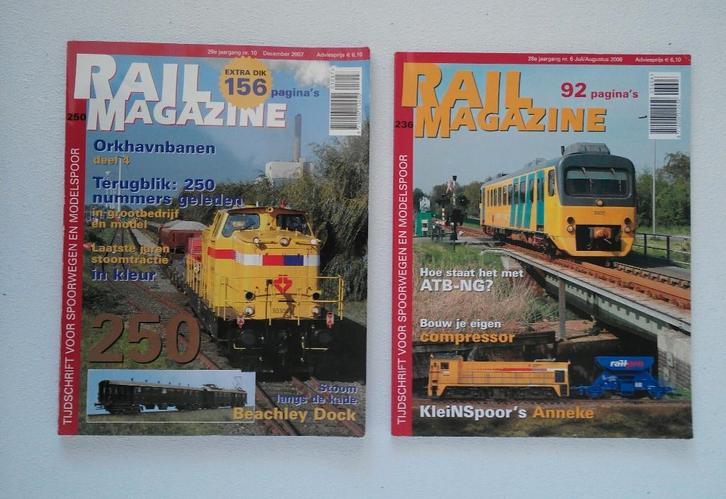 29e jaargang nr. 10 December 2007 Adviesprijs € 6,10
RAIL
MAGAZINE
EXTRA DIK
156 pagina's
250
Orkhavnbanen
deel 4
Terugblik: 250
nummers geleden
in grootbedrijf
en model
Laatste jaren
stoomtractie
in kleur
250
Stoom
langs de kade
Beachley Dock
TIJDSCHRIFT VOOR SPOORWEGEN EN MODELSPOOR
28e jaargang nr. 6 Juli/Augustus 2006 Adviesprijs € 6,10
RAIL
MAGAZINE
92 pagina's
236
Hoe staat het met
ATB-NG?
Bouw je eigen
compressor
railpro
KleiNSpoor's Anneke
TIJDSCHRIFT VOOR SPOORWEGEN EN MODELSPOOR